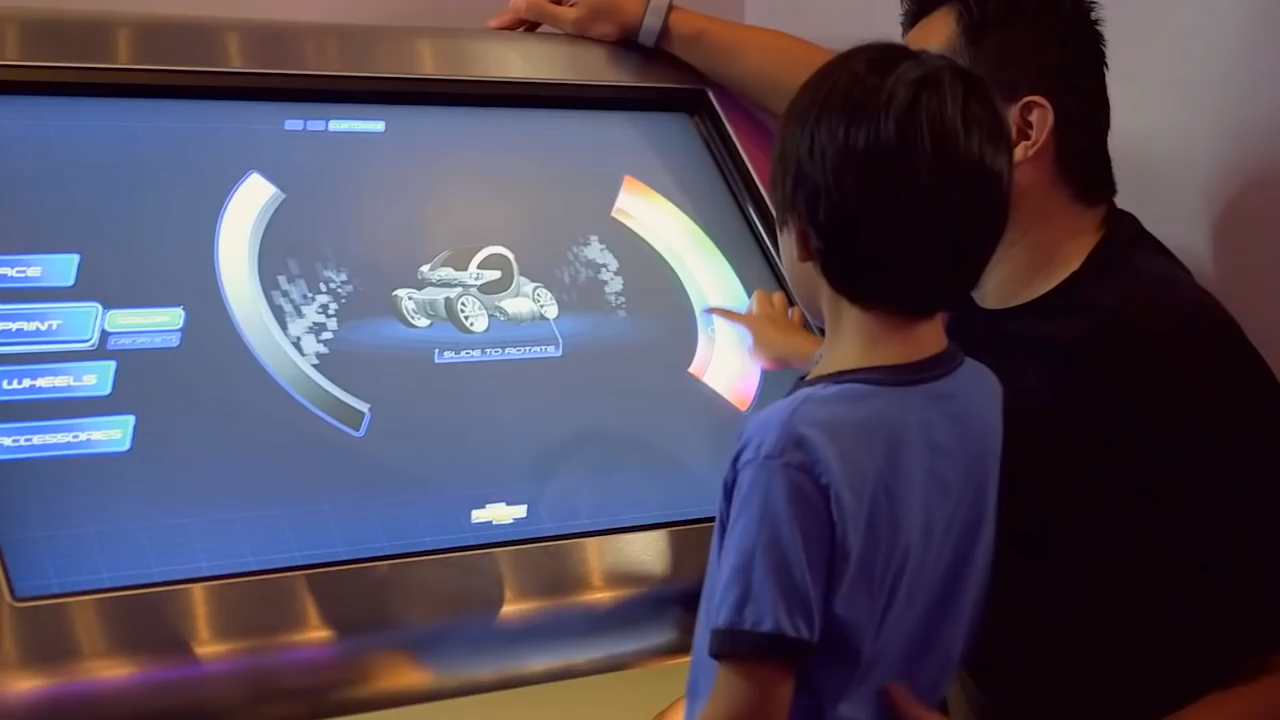 CUSTOMIZE
ACE
PAINT
COLOR
GRAPHICS
WHEELS
ACCESSORIES
SLIDE TO ROTATE